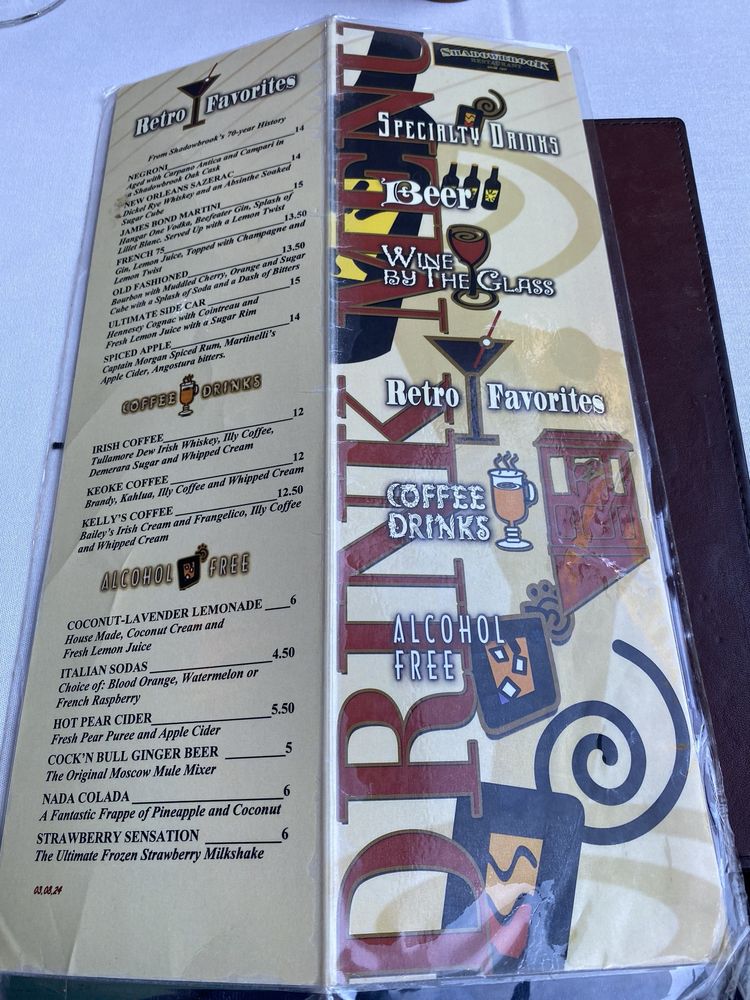 Retro Favorites
From Shadowbrook's 70-year History
NEGRONI 14
Aged with Carpano Antica and Campari in
a Shadowbrook Oak Cask
NEW ORLEANS SAZERAC 14
Dickel Rye Whiskey and an Absinthe Soaked
Sugar Cube
JAMES BOND MARTINI 15
Hangar One Vodka, Beefeater Gin, Splash of
Lillet Blanc. Served Up with a Lemon Twist
FRENCH 75 13.50
Gin, Lemon Juice, Topped with Champagne and
Lemon Twist
OLD FASHIONED 13.50
Bourbon with Muddled Cherry, Orange and Sugar
Cube with a Splash of Soda and a Dash of Bitters
ULTIMATE SIDE CAR 15
Hennesey Cognac with Cointreau and
Fresh Lemon Juice with a Sugar Rim
SPICED APPLE 14
Captain Morgan Spiced Rum, Martinelli's
Apple Cider, Angostura bitters.
COFFEE DRINKS
IRISH COFFEE 12
Tullamore Dew Irish Whiskey, Illy Coffee,
Demerara Sugar and Whipped Cream
KEOKE COFFEE 12
Brandy, Kahlua, Illy Coffee and Whipped Cream
KELLY'S COFFEE 12.50
Bailey's Irish Cream and Frangelico, Illy Coffee
and Whipped Cream
ALCOHOL FREE
COCONUT-LAVENDER LEMONADE 6
House Made, Coconut Cream and
Fresh Lemon Juice
ITALIAN SODAS 4.50
Choice of: Blood Orange, Watermelon or
French Raspberry
HOT PEAR CIDER 5.50
Fresh Pear Puree and Apple Cider
COCK'N BULL GINGER BEER 5
The Original Moscow Mule Mixer
NADA COLADA 6
A Fantastic Frappe of Pineapple and Coconut
STRAWBERRY SENSATION 6
The Ultimate Frozen Strawberry Milkshake
03,08,24
DRINK MENU
SHADOWBROOK
RESTAURANT
SPECIALTY DRINKS
Beer
WINE
BY THE GLASS
Retro Favorites
COFFEE
DRINKS
ALCOHOL
FREE